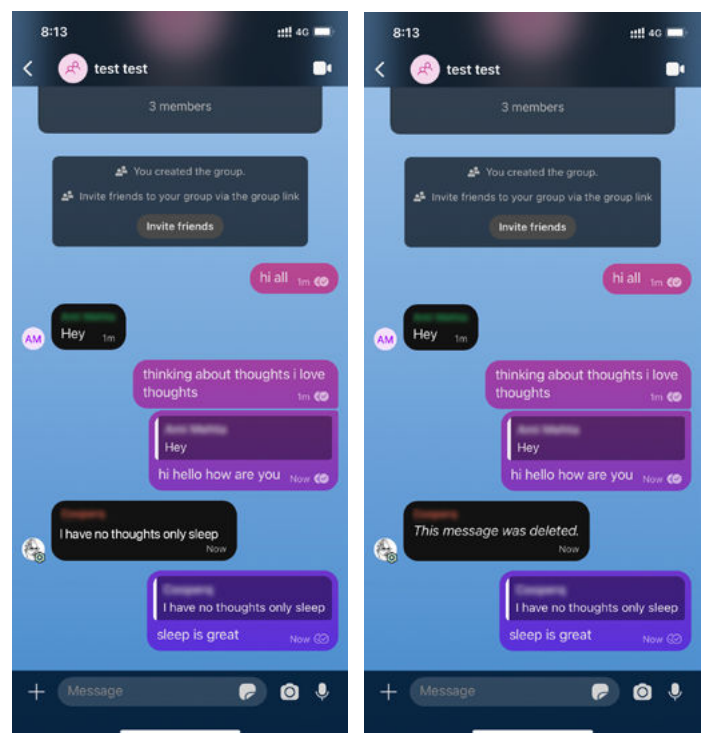 8:13
4G
test test
3 members
You created the group.
Invite friends to your group via the group link
Invite friends
hi all 1m
AM
Hey 1m
thinking about thoughts i love
thoughts 1m
Hey
hi hello how are you Now
I have no thoughts only sleep
Now
I have no thoughts only sleep
sleep is great Now
Message
8:13
4G
test test
3 members
You created the group.
Invite friends to your group via the group link
Invite friends
hi all 1m
AM
Hey 1m
thinking about thoughts i love
thoughts 1m
Hey
hi hello how are you Now
This message was deleted.
Now
I have no thoughts only sleep
sleep is great Now
Message